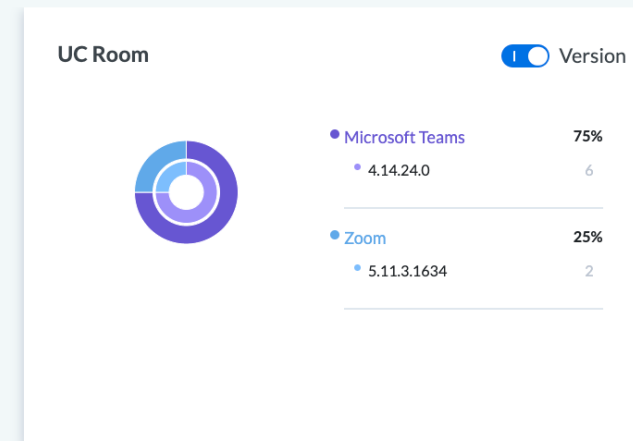 UC Room
Version
Microsoft Teams 75%
4.14.24.0 6
Zoom 25%
5.11.3.1634 2